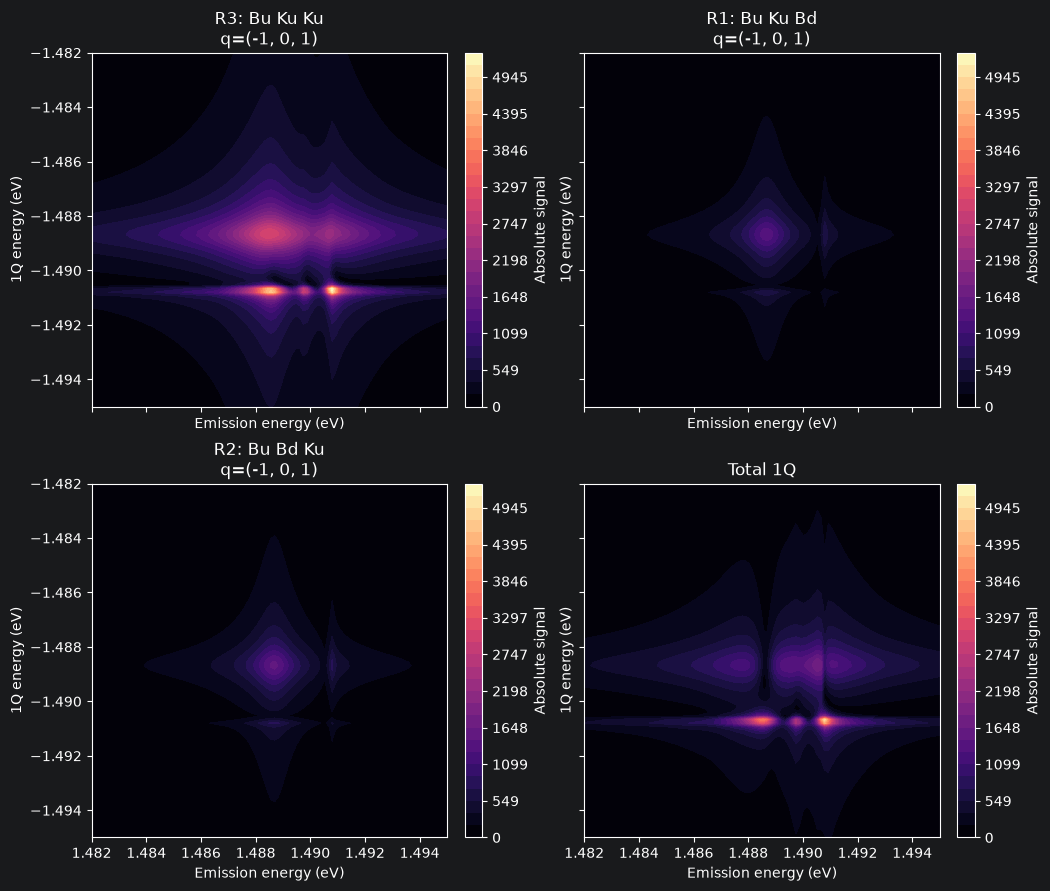 R3: Bu Ku Ku
q=(-1, 0, 1)
−1.482
−1.484
−1.486
−1.488
−1.490
−1.492
−1.494
1Q energy (eV)
Emission energy (eV)
4945
4395
3846
3297
2747
2198
1648
1099
549
0
Absolute signal
R1: Bu Ku Bd
q=(-1, 0, 1)
1Q energy (eV)
Emission energy (eV)
4945
4395
3846
3297
2747
2198
1648
1099
549
0
Absolute signal
R2: Bu Bd Ku
q=(-1, 0, 1)
−1.482
−1.484
−1.486
−1.488
−1.490
−1.492
−1.494
1Q energy (eV)
1.482 1.484 1.486 1.488 1.490 1.492 1.494
Emission energy (eV)
4945
4395
3846
3297
2747
2198
1648
1099
549
0
Absolute signal
Total 1Q
1Q energy (eV)
1.482 1.484 1.486 1.488 1.490 1.492 1.494
Emission energy (eV)
4945
4395
3846
3297
2747
2198
1648
1099
549
0
Absolute signal